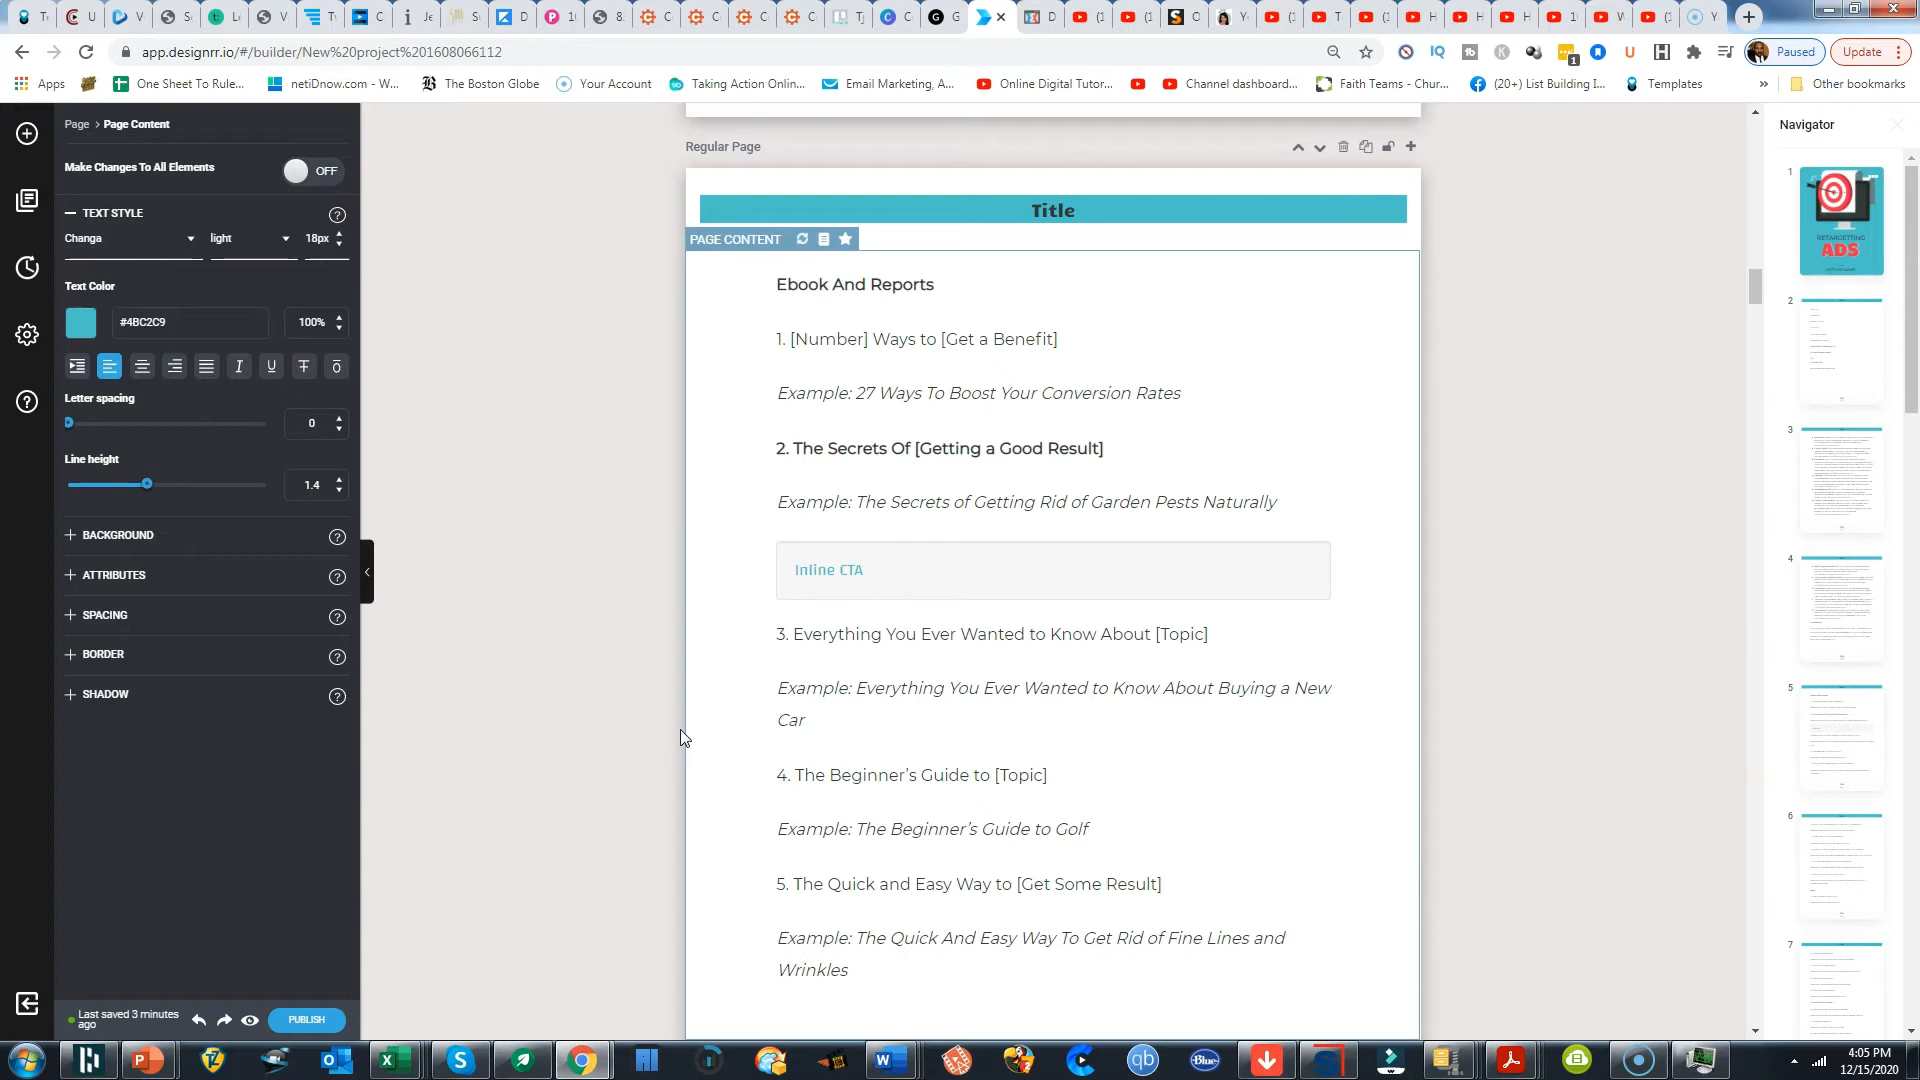 app.designrr.io/#/builder/New%20project%201608066112
Paused
Update
Apps
One Sheet To Rule...
netiDnow.com - W...
The Boston Globe
Your Account
Taking Action Onlin...
Email Marketing, A...
Online Digital Tutor...
Channel dashboard...
Faith Teams - Chur...
(20+) List Building I...
Templates
»
Other bookmarks
Page > Page Content
Make Changes To All Elements
OFF
TEXT STYLE
Changa
light
18px
Text Color
#4BC2C9
100%
Letter spacing
0
Line height
1.4
BACKGROUND
ATTRIBUTES
SPACING
BORDER
SHADOW
Last saved 3 minutes
ago
PUBLISH
Regular Page
Title
PAGE CONTENT
Ebook And Reports
1. [Number] Ways to [Get a Benefit]
Example: 27 Ways To Boost Your Conversion Rates
2. The Secrets Of [Getting a Good Result]
Example: The Secrets of Getting Rid of Garden Pests Naturally
Inline CTA
3. Everything You Ever Wanted to Know About [Topic]
Example: Everything You Ever Wanted to Know About Buying a New
Car
4. The Beginner's Guide to [Topic]
Example: The Beginner's Guide to Golf
5. The Quick and Easy Way to [Get Some Result]
Example: The Quick And Easy Way To Get Rid of Fine Lines and
Wrinkles
Navigator
1
RETARGETTING
ADS
2
3
4
5
6
7
4:05 PM
12/15/2020